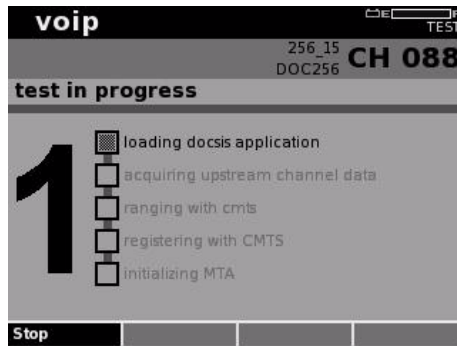 voip
E
TEST
256_15
DOC256
CH 088
test in progress
1
loading docsis application
acquiring upstream channel data
ranging with cmts
registering with CMTS
initializing MTA
Stop